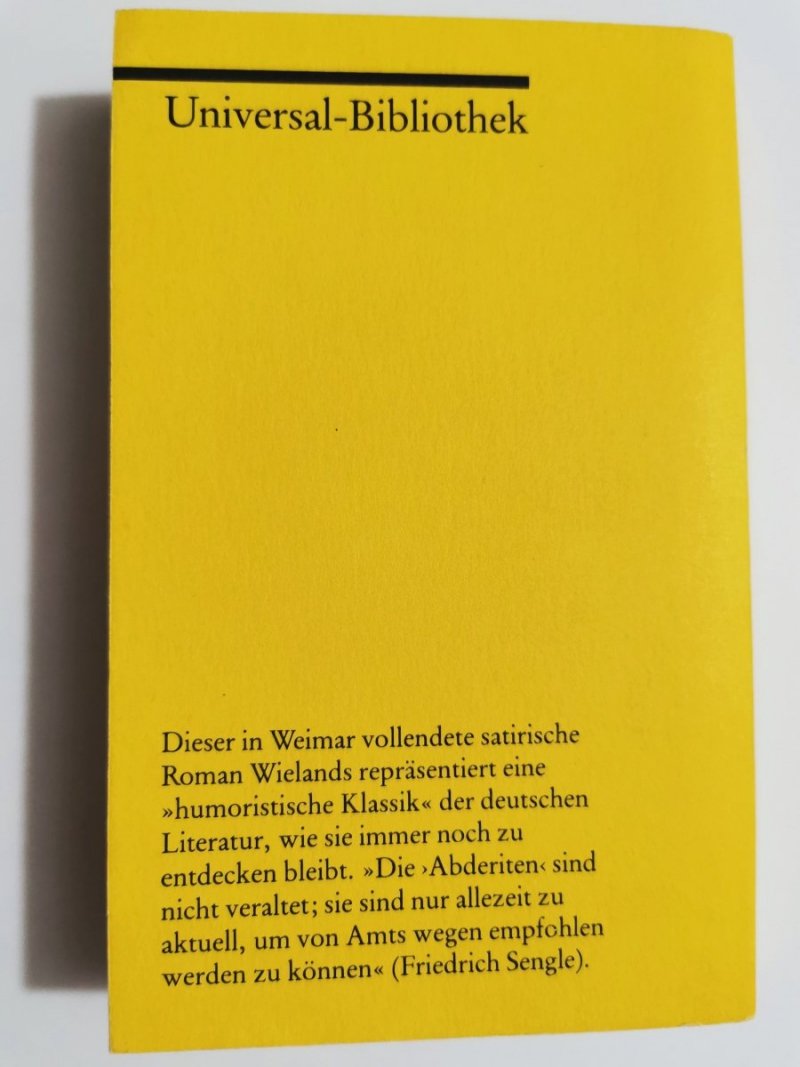 Universal-Bibliothek
Dieser in Weimar vollendete satirische
Roman Wielands repräsentiert eine
»humoristische Klassik« der deutschen
Literatur, wie sie immer noch zu
entdecken bleibt. »Die ›Abderiten‹ sind
nicht veraltet; sie sind nur allezeit zu
aktuell, um von Amts wegen empfohlen
werden zu können« (Friedrich Sengle).